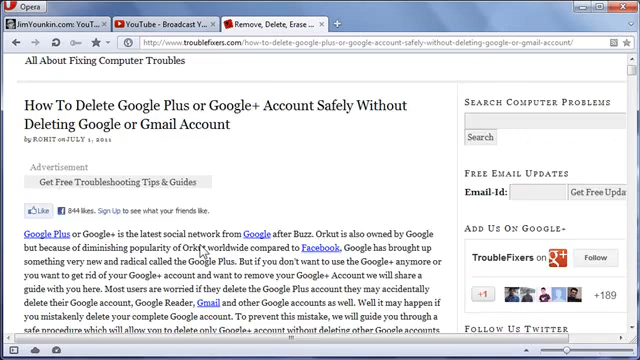 Opera
JimYounkin.com: home ...
YouTube - Broadcast Y...
Remove, Delete, Erase ...
http://www.troublefixers.com/how-to-delete-google-plus-or-google-account-safely-without-deleting-google-or-gmail-account/
All About Fixing Computer Troubles
How To Delete Google Plus or Google+ Account Safely Without
Deleting Google or Gmail Account
by ROHIT on JULY 1, 2011
Advertisement
Get Free Troubleshooting Tips & Guides
Like
844 likes. Sign Up to see what your friends like.
Google Plus or Google+ is the latest social network from Google after Buzz. Orkut is also owned by Google
but because of diminishing popularity of Orkut worldwide compared to Facebook, Google has brought up
something very new and radical called the Google Plus. But if you don't want to use the Google+ anymore or
you want to get rid of your Google+ account and want to remove your Google+ Account we will share a
guide with you here. Most users are worried if they delete the Google Plus account they may accidentally
delete their Google account, Google Reader, Gmail and other Google accounts as well. Well it may happen if
you mistakenly delete your complete Google account. To prevent this mistake, we will guide you through a
safe procedure which will allow you to delete only Google+ account without deleting other Google accounts
SEARCH COMPUTER PROBLEMS
Search
FREE EMAIL UPDATES
Email-Id:
Get Free Upda
ADD US ON GOOGLE+
TroubleFixers on g+
Follow
+1
+189
FOLLOW US TWITTER